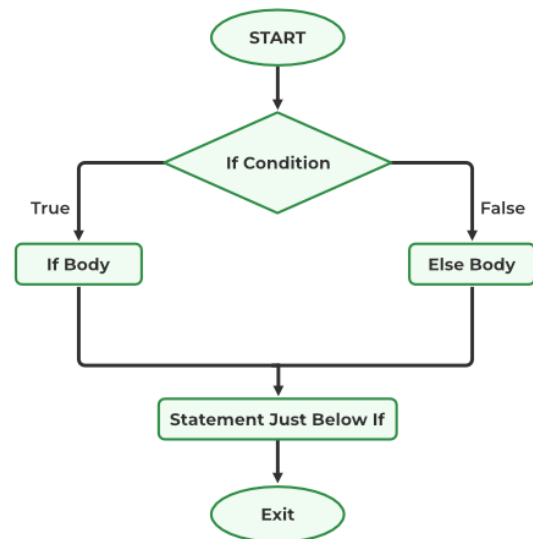 START
If Condition
True
False
If Body
Else Body
Statement Just Below If
Exit